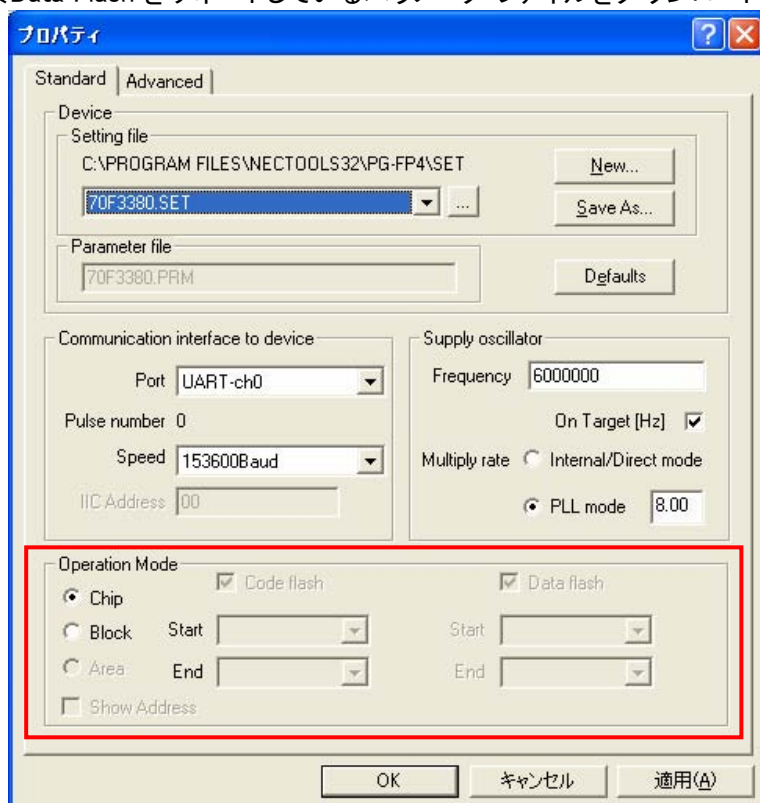 プロパティ
Standard
Advanced
Device
Setting file
C:\PROGRAM FILES\NECTOOLS32\PG-FP4\SET
New...
70F3380.SET
...
Save As...
Parameter file
70F3380.PRM
Defaults
Communication interface to device
Port
UART-ch0
Pulse number 0
Speed
153600Baud
IIC Address
00
Supply oscillator
Frequency
6000000
On Target [Hz]
Multiply rate
Internal/Direct mode
PLL mode
8.00
Operation Mode
Chip
Code flash
Data flash
Block
Start
Start
Area
End
End
Show Address
OK
キャンセル
適用(A)